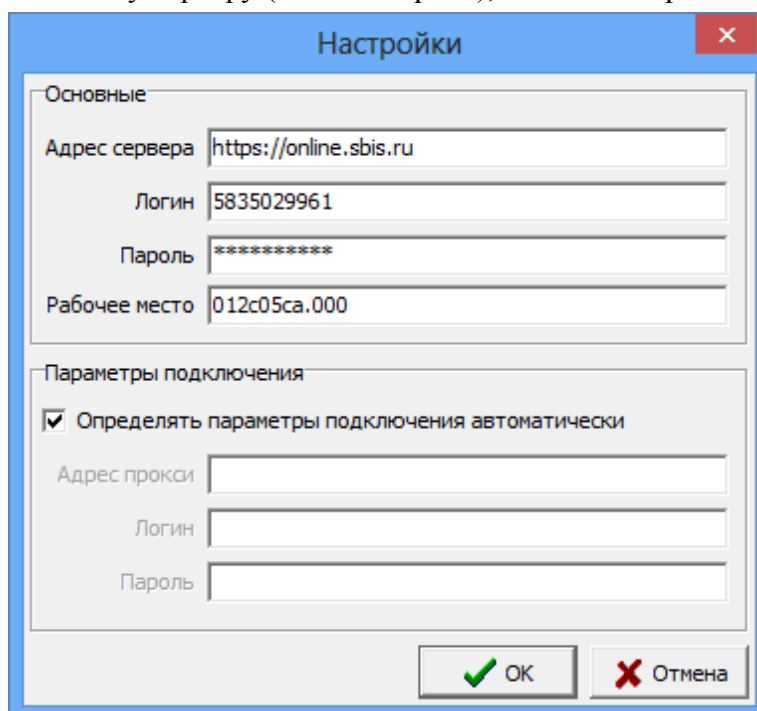 Настройки
Основные
Адрес сервера https://online.sbis.ru
Логин 5835029961
Пароль **********
Рабочее место 012c05ca.000
Параметры подключения
Определять параметры подключения автоматически
Адрес прокси
Логин
Пароль
OK Отмена